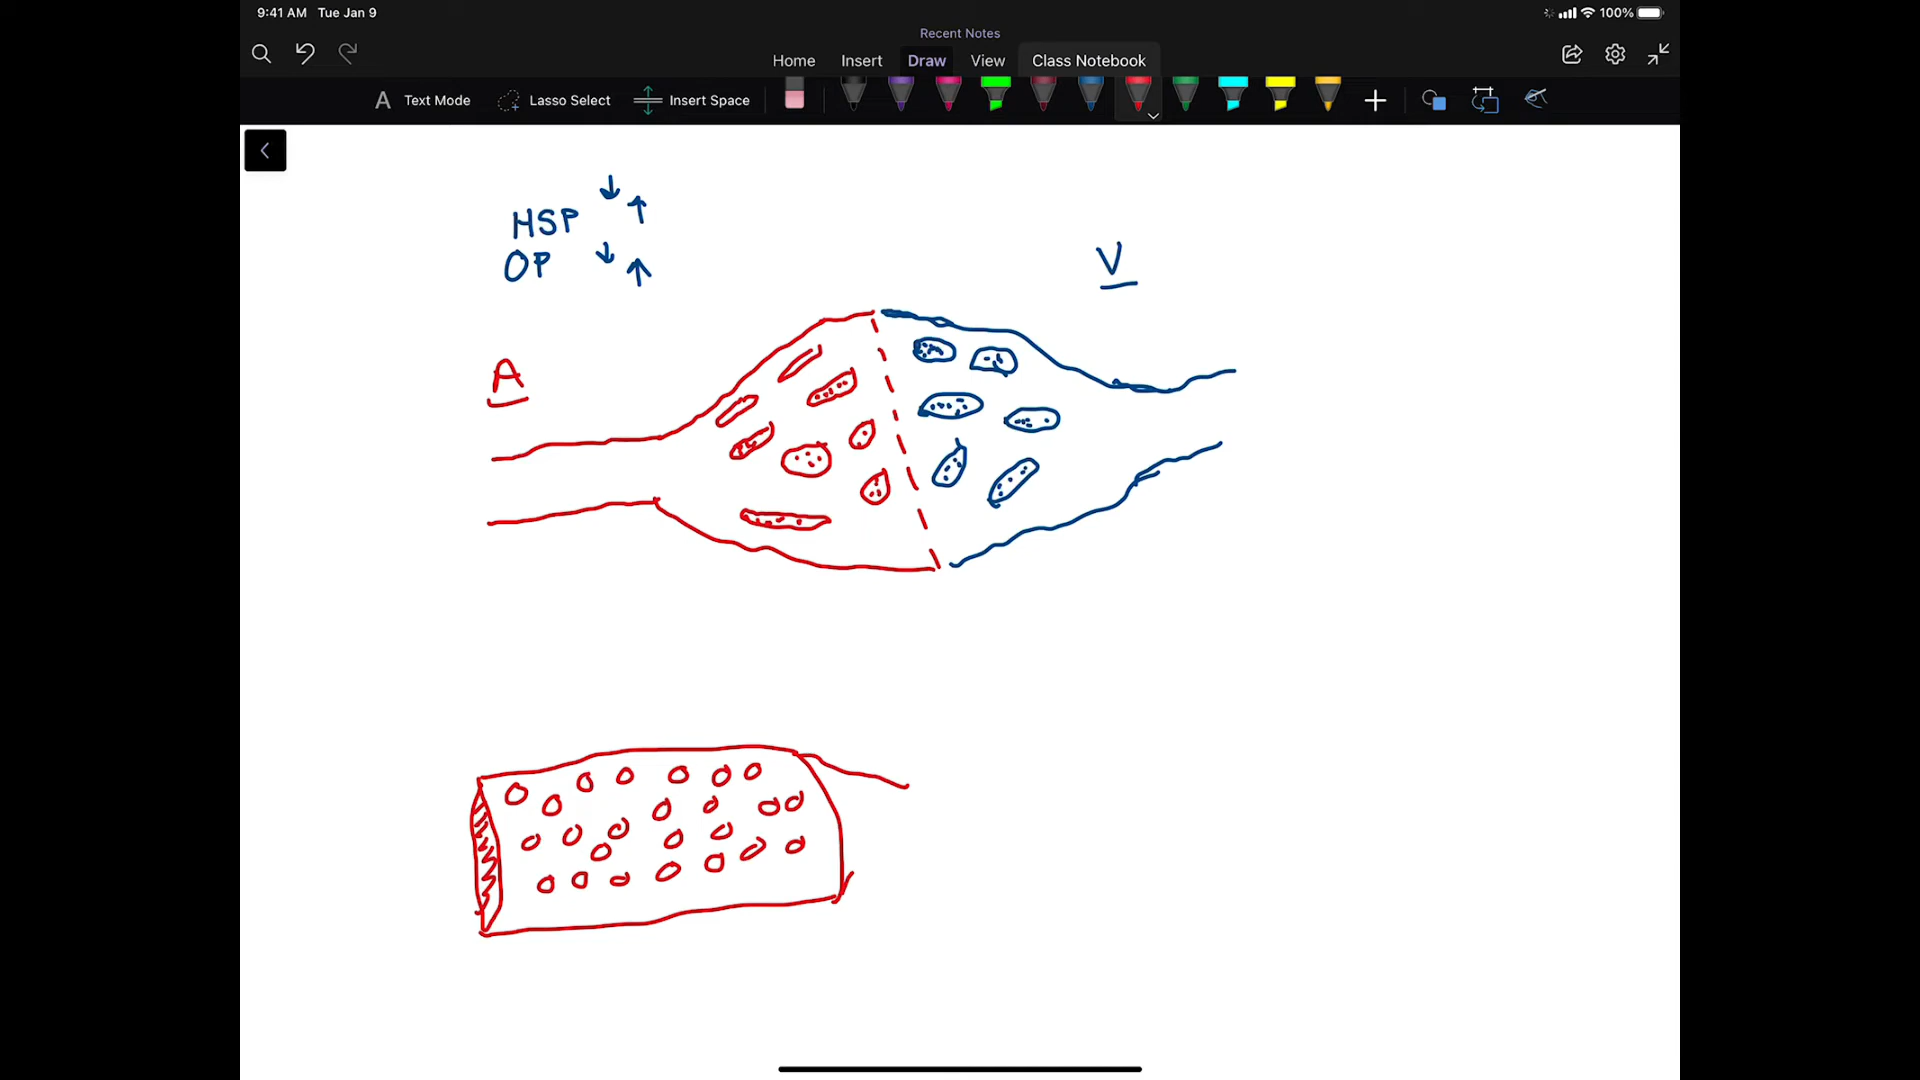 9:41 AM Tue Jan 9
100%
Recent Notes
Home Insert Draw View Class Notebook
A Text Mode Lasso Select Insert Space
HSP ↓ ↑
OP ↓ ↑
V
A